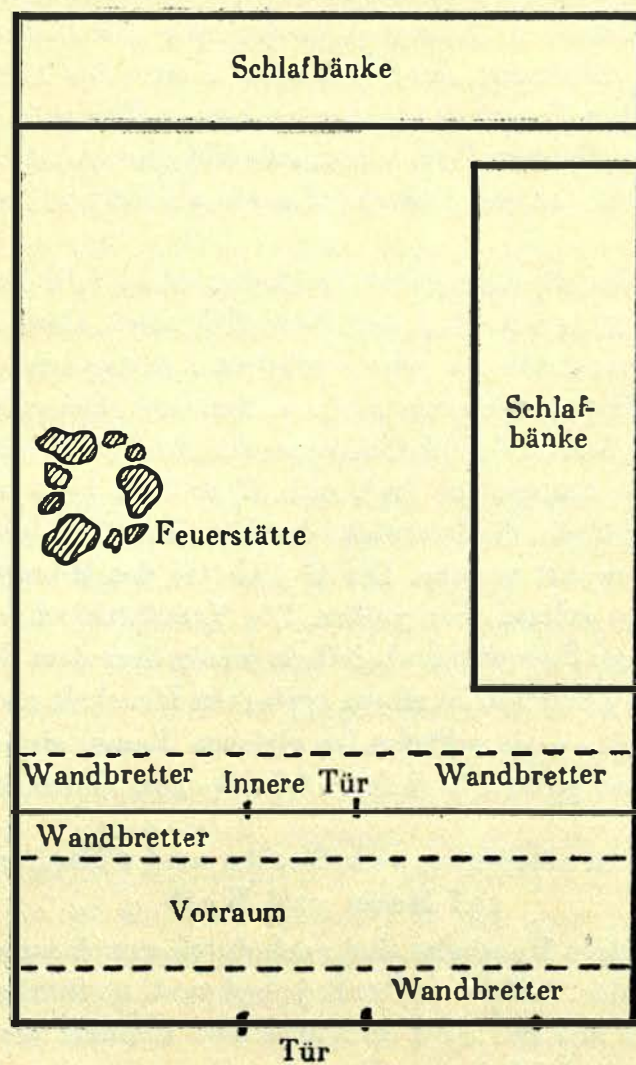 Schlafbänke
Schlaf-
bänke
Feuerstätte
Wandbretter Innere Tür Wandbretter
Wandbretter
Vorraum
Wandbretter
Tür